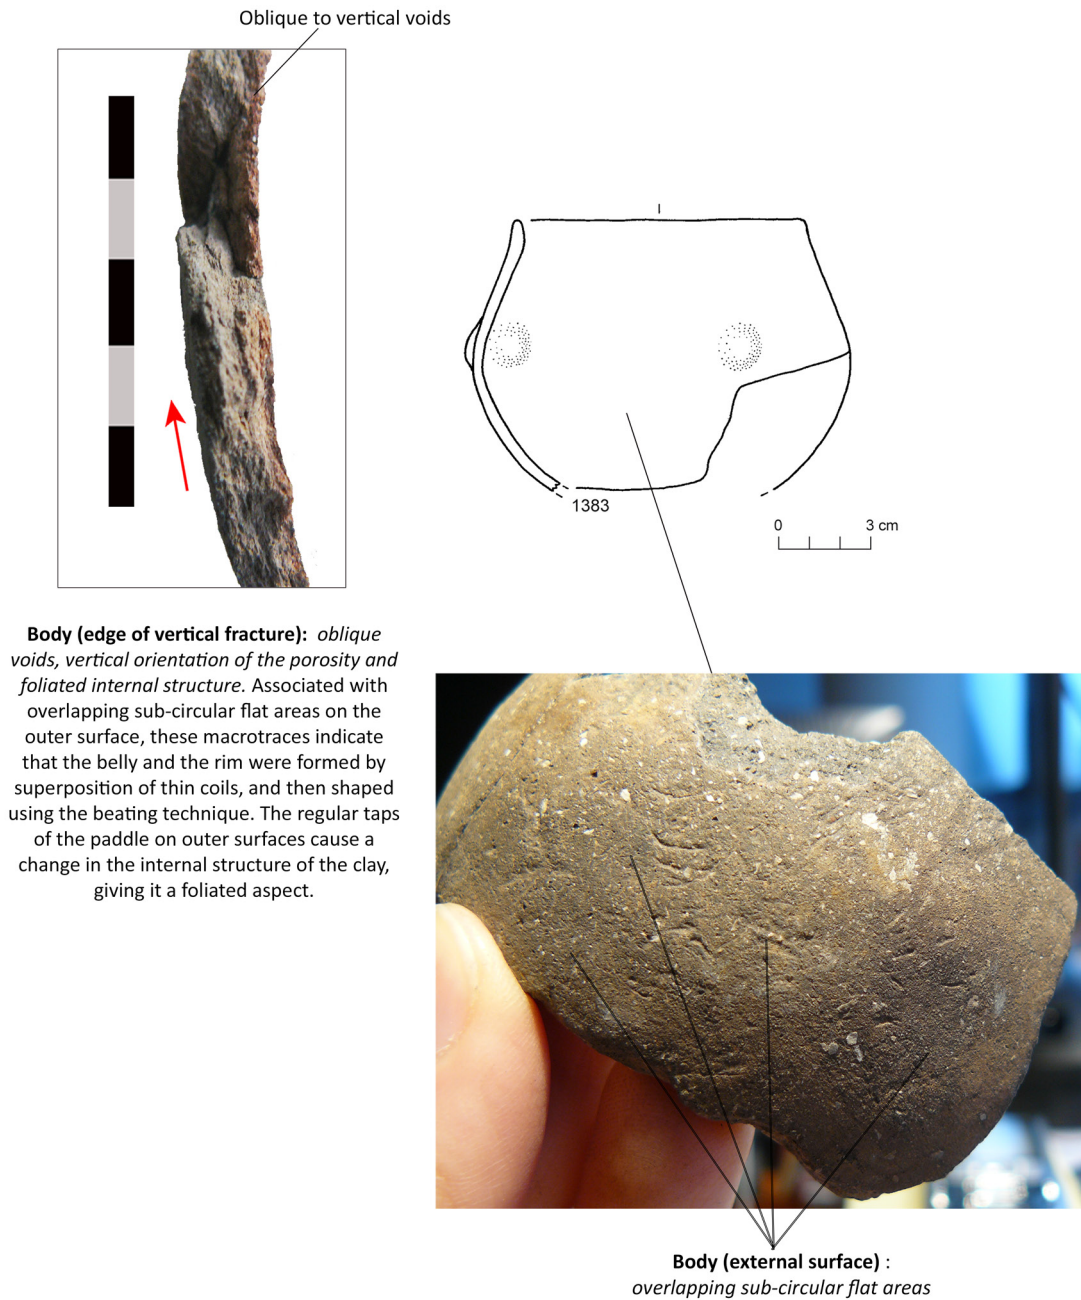 Oblique to vertical voids
1383
0 3 cm
Body (edge of vertical fracture): oblique
voids, vertical orientation of the porosity and
foliated internal structure. Associated with
overlapping sub-circular flat areas on the
outer surface, these macrotraces indicate
that the belly and the rim were formed by
superposition of thin coils, and then shaped
using the beating technique. The regular taps
of the paddle on outer surfaces cause a
change in the internal structure of the clay,
giving it a foliated aspect.
Body (external surface) :
overlapping sub-circular flat areas